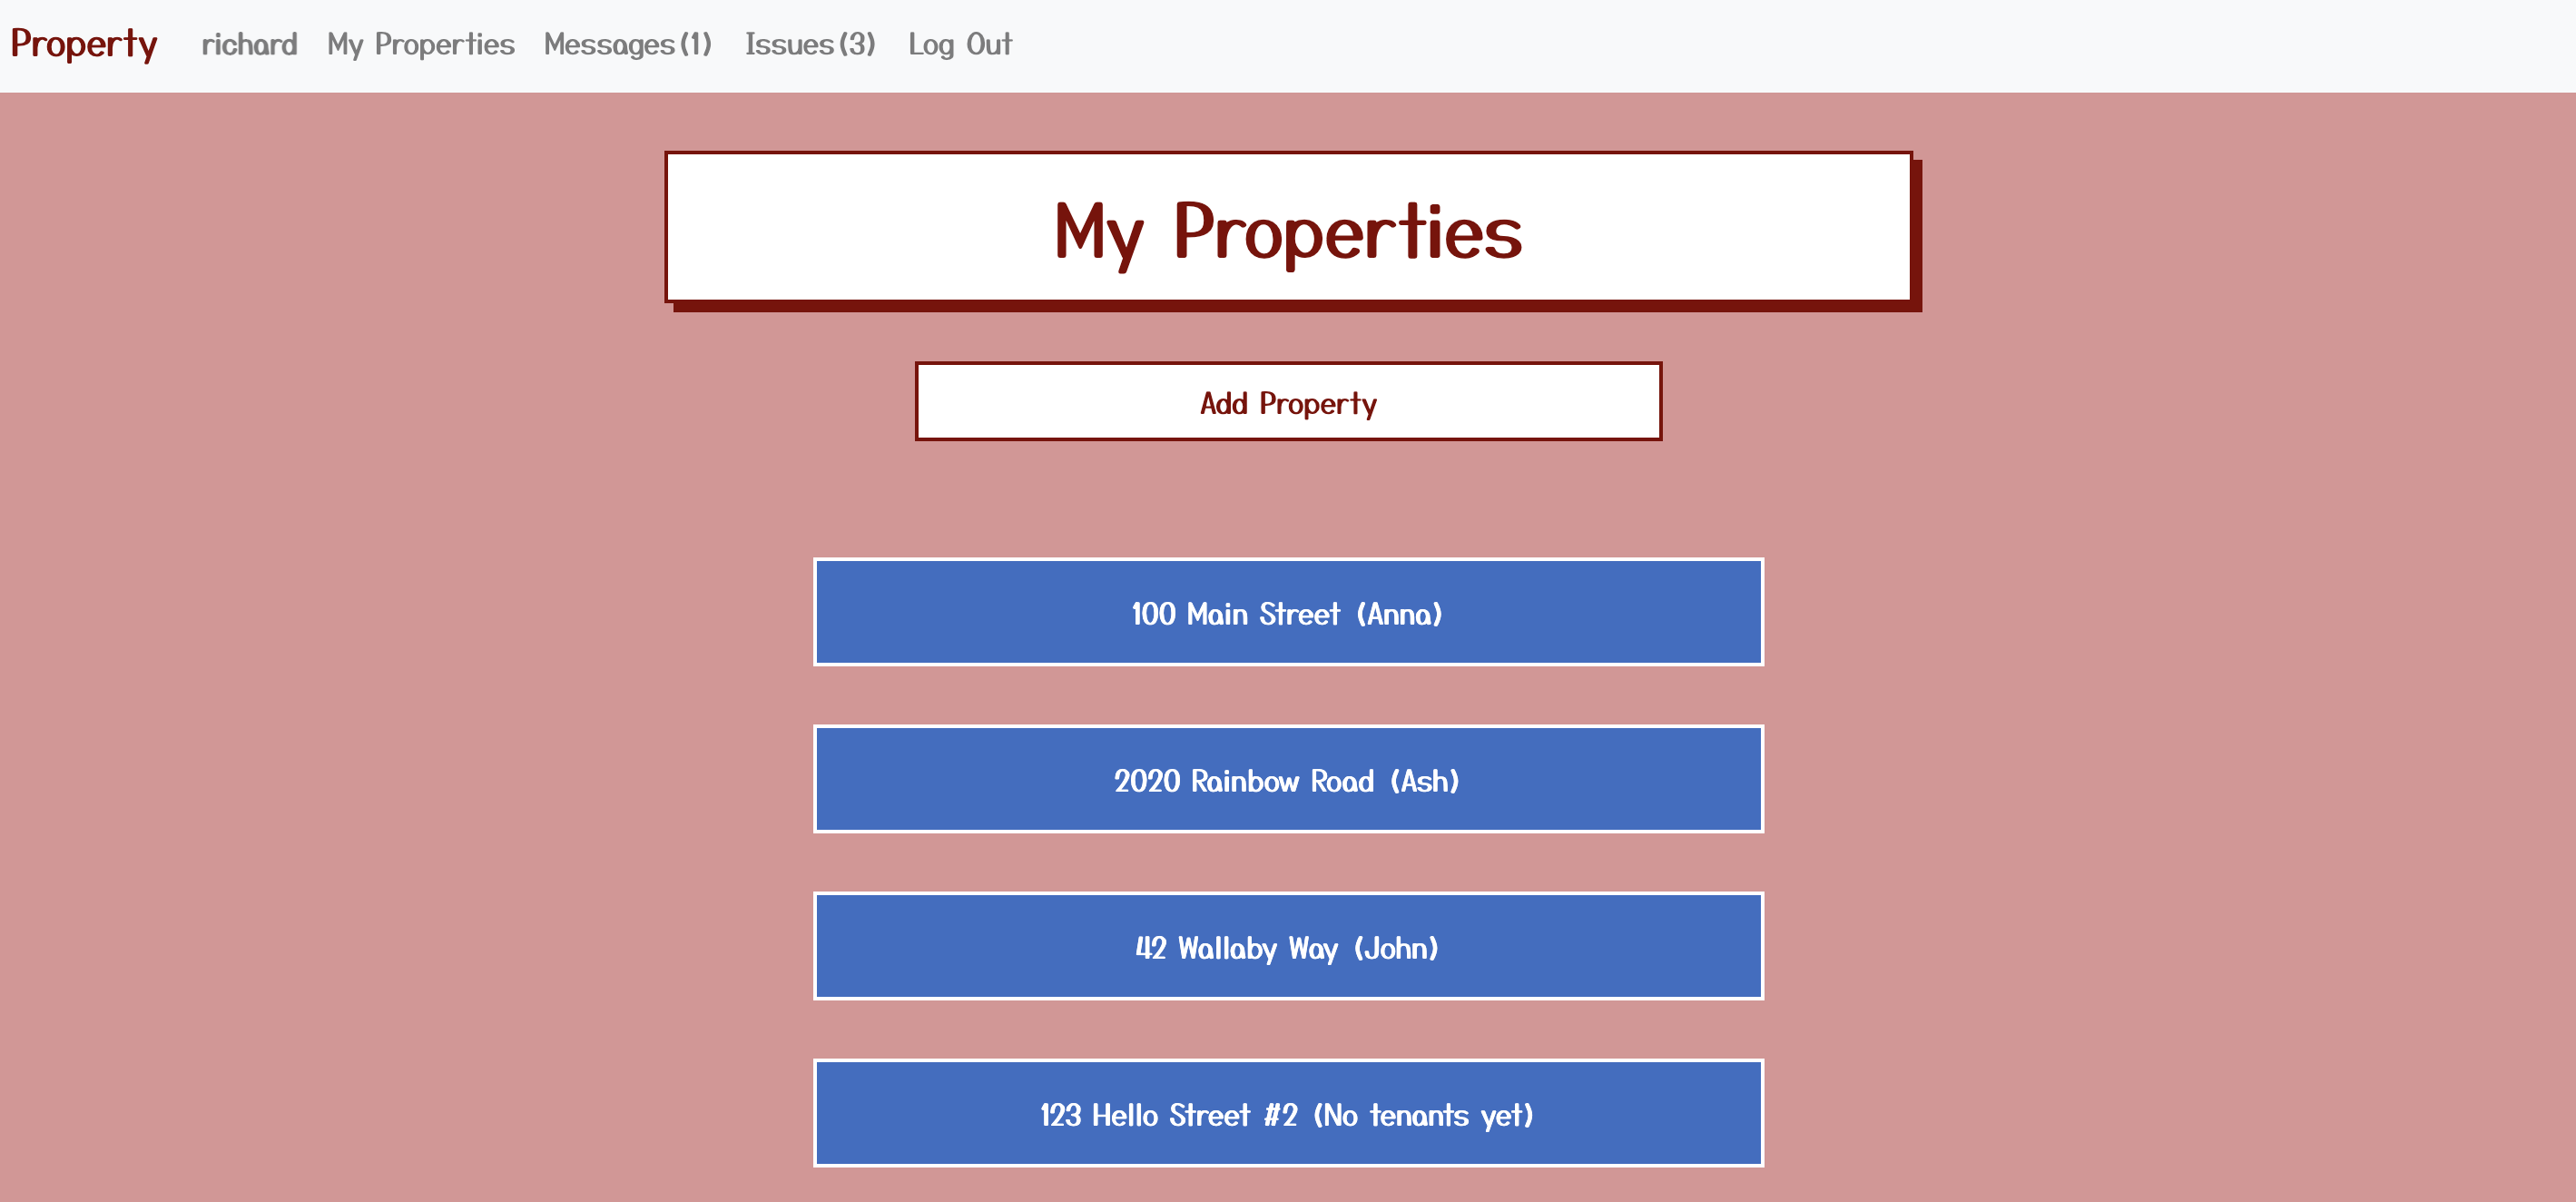 Property richard My Properties Messages(1) Issues(3) Log Out
My Properties
Add Property
100 Main Street (Anna)
2020 Rainbow Road (Ash)
42 Wallaby Way (John)
123 Hello Street #2 (No tenants yet)